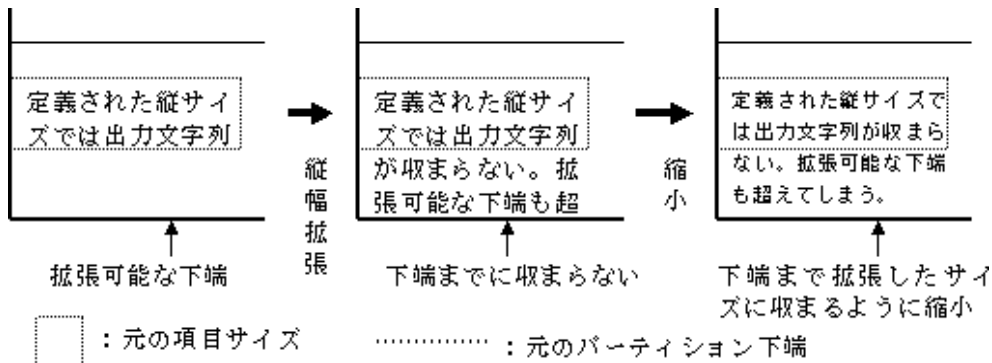 定義された縦サイ
ズでは出力文字列
拡張可能な下端
縦幅拡張
定義された縦サイ
ズでは出力文字列
が収まらない。拡
張可能な下端も超
下端までに収まらない
縮小
定義された縦サイズで
は出力文字列が収まら
ない。拡張可能な下端
も超えてしまう。
下端まで拡張したサイ
ズに収まるように縮小
：元の項目サイズ
：元のパーティション下端